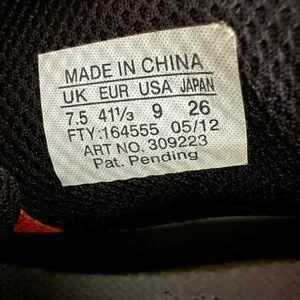 MADE IN CHINA
UK EUR USA JAPAN
7.5 41⅓ 9 26
FTY:164555 05/12
ART NO. 309223
Pat. Pending